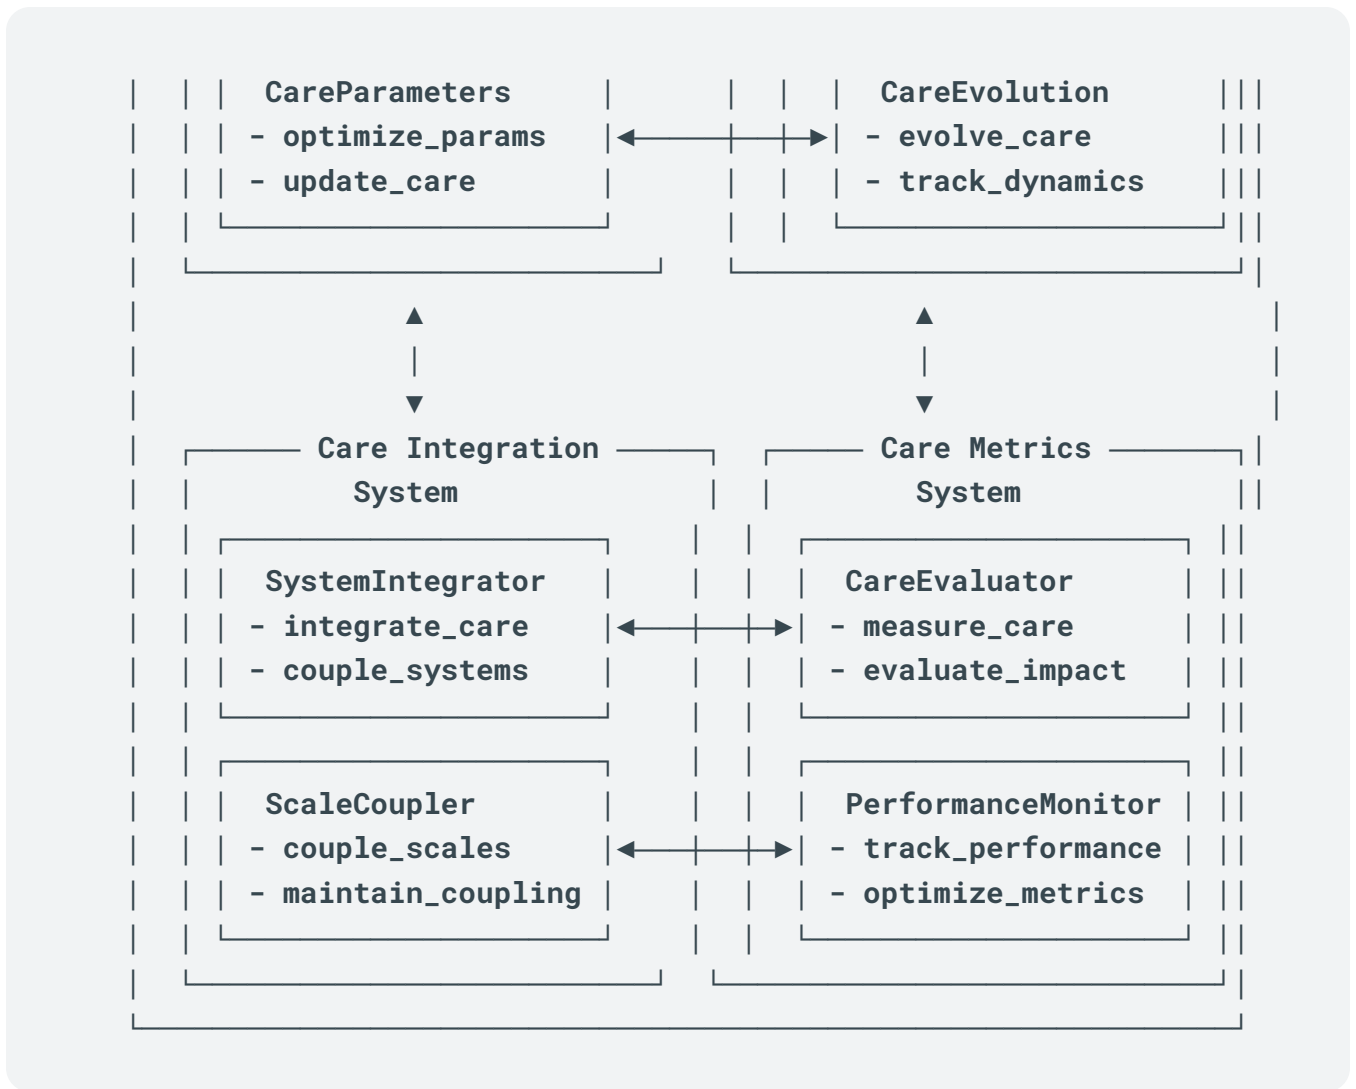 CareParameters CareEvolution
- optimize_params - evolve_care
- update_care - track_dynamics
Care Integration Care Metrics
System System
SystemIntegrator CareEvaluator
- integrate_care - measure_care
- couple_systems - evaluate_impact
ScaleCoupler PerformanceMonitor
- couple_scales - track_performance
- maintain_coupling - optimize_metrics